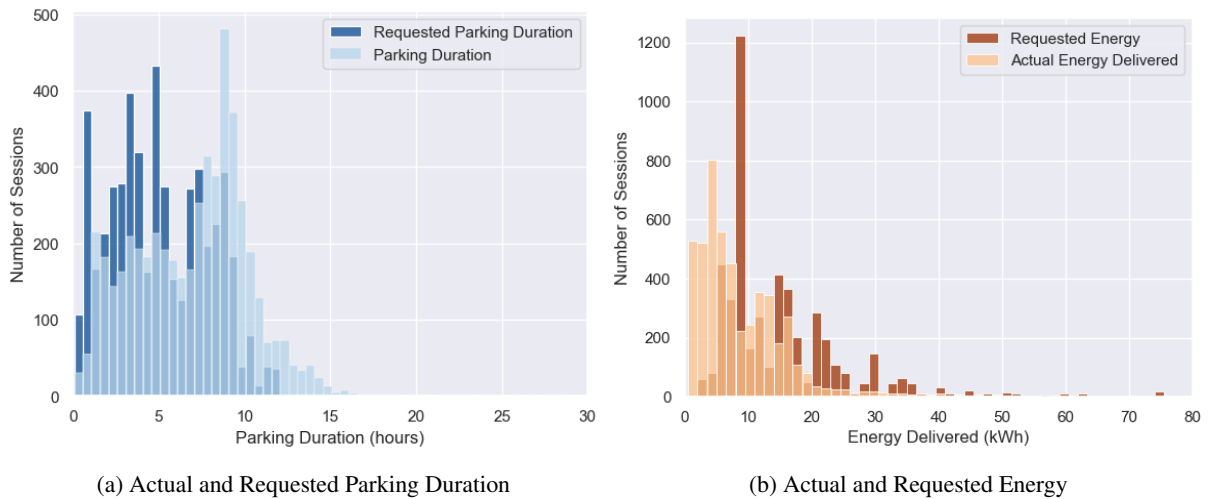 500
400
300
200
100
0
Number of Sessions
Requested Parking Duration
Parking Duration
0 5 10 15 20 25 30
Parking Duration (hours)
(a) Actual and Requested Parking Duration
1200
1000
800
600
400
200
0
Number of Sessions
Requested Energy
Actual Energy Delivered
0 10 20 30 40 50 60 70 80
Energy Delivered (kWh)
(b) Actual and Requested Energy